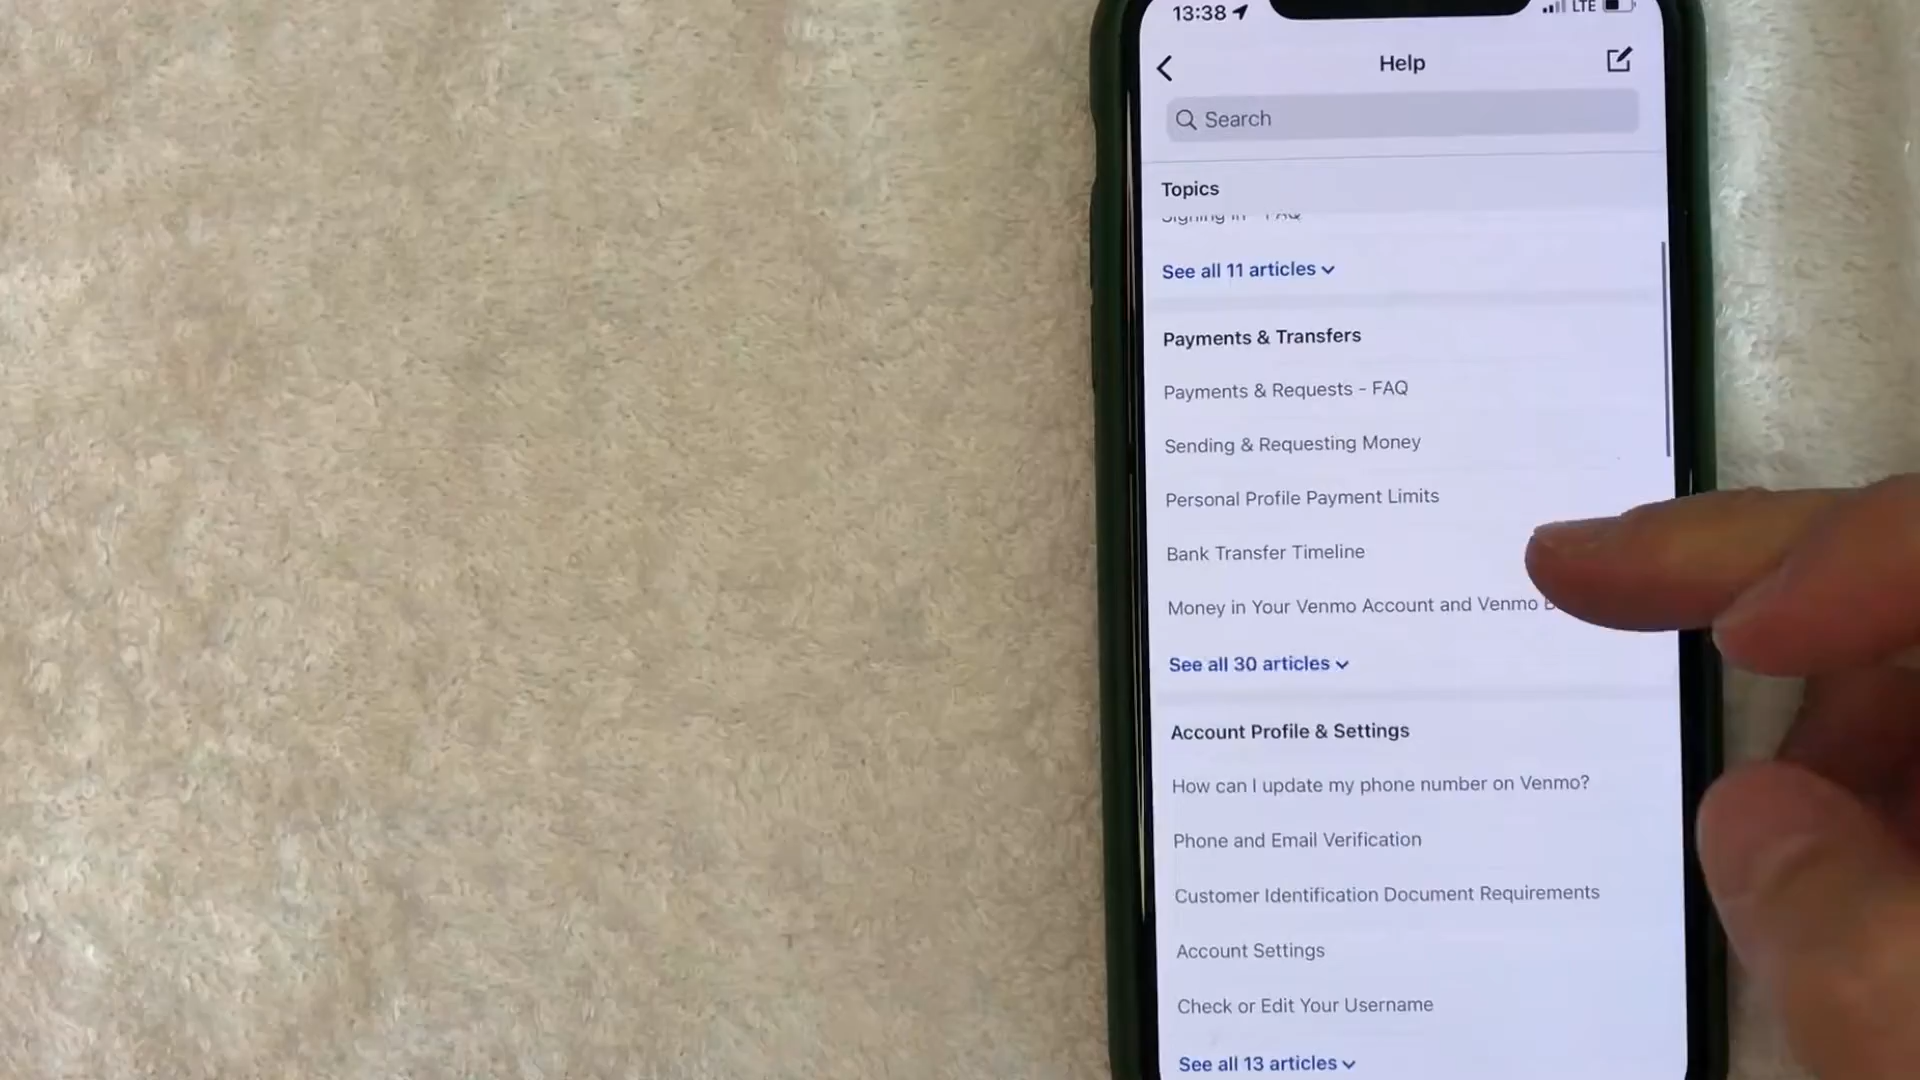 13:38
LTE
Help
Search
Topics
Signing in - FAQ
See all 11 articles
Payments & Transfers
Payments & Requests - FAQ
Sending & Requesting Money
Personal Profile Payment Limits
Bank Transfer Timeline
Money in Your Venmo Account and Venmo
See all 30 articles
Account Profile & Settings
How can I update my phone number on Venmo?
Phone and Email Verification
Customer Identification Document Requirements
Account Settings
Check or Edit Your Username
See all 13 articles